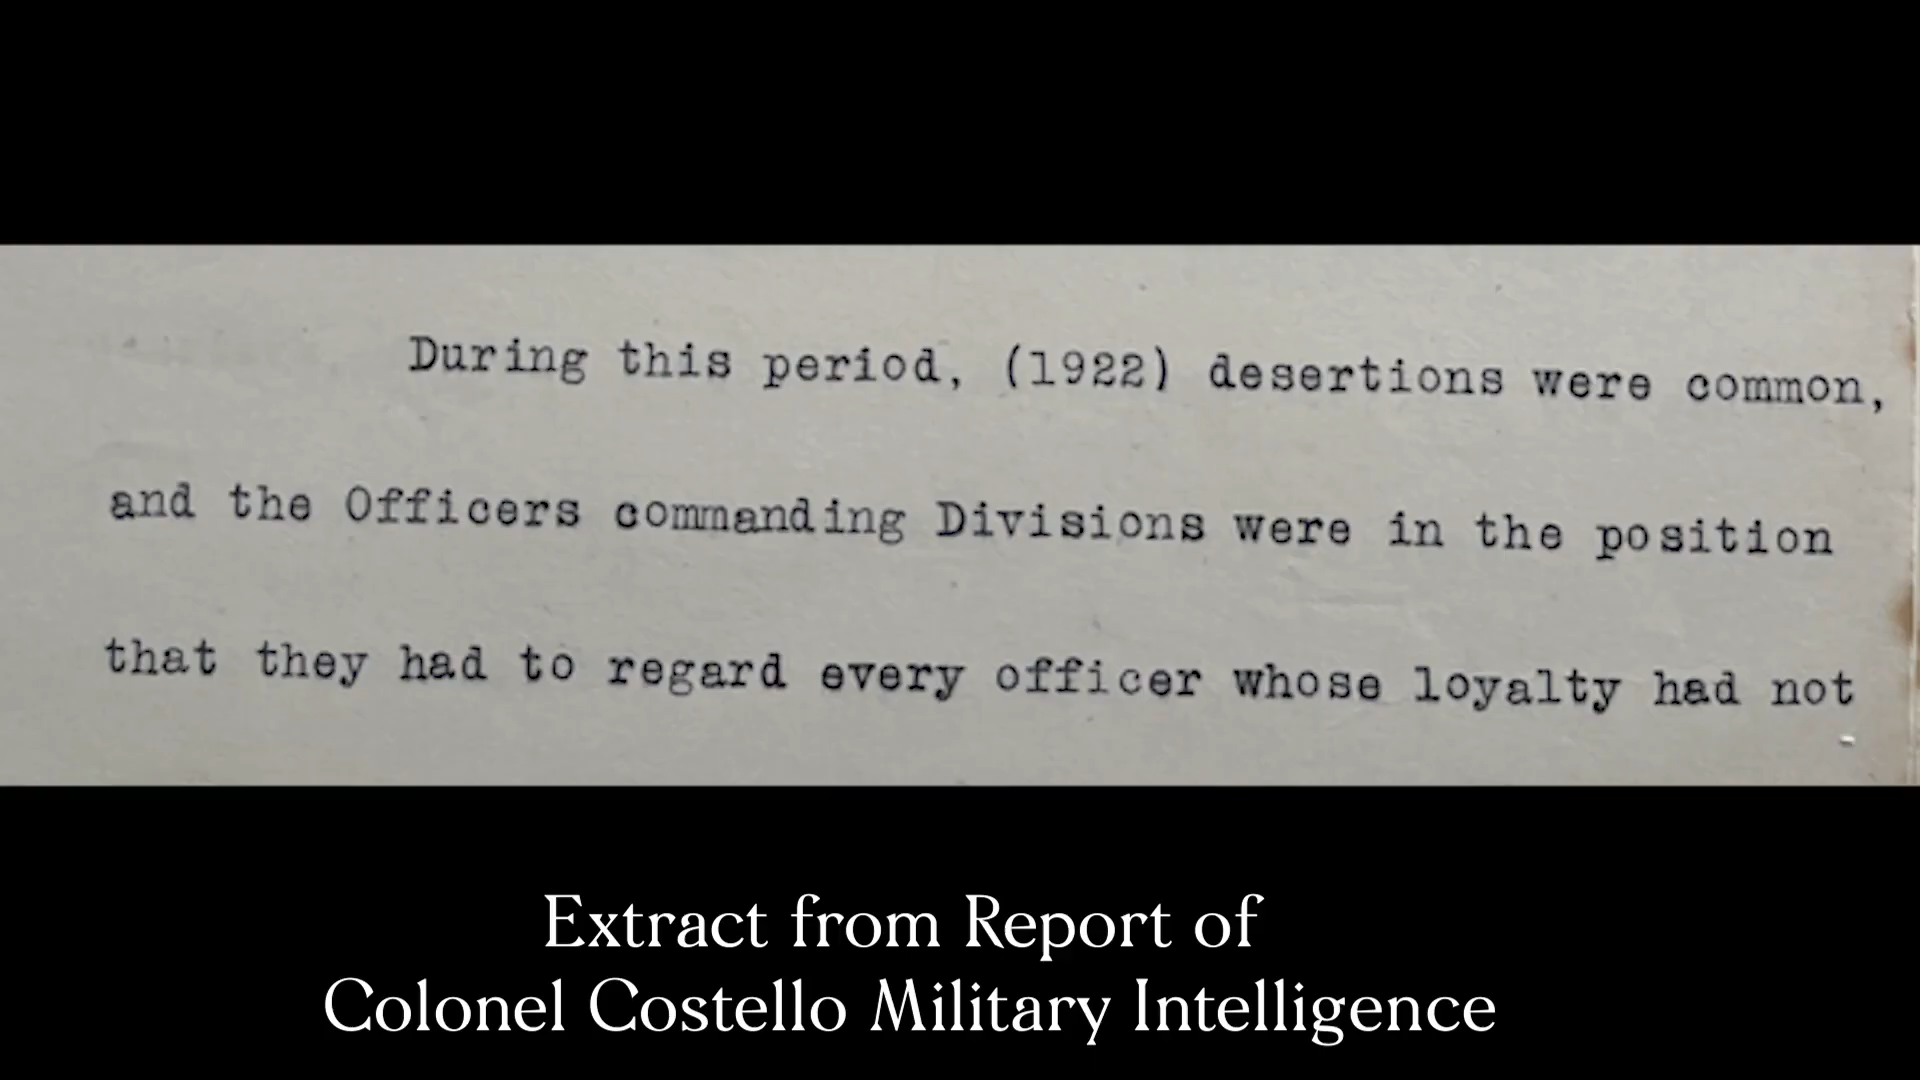 During this period, (1922) desertions were common,
and the Officers commanding Divisions were in the position
that they had to regard every officer whose loyalty had not
Extract from Report of
Colonel Costello Military Intelligence